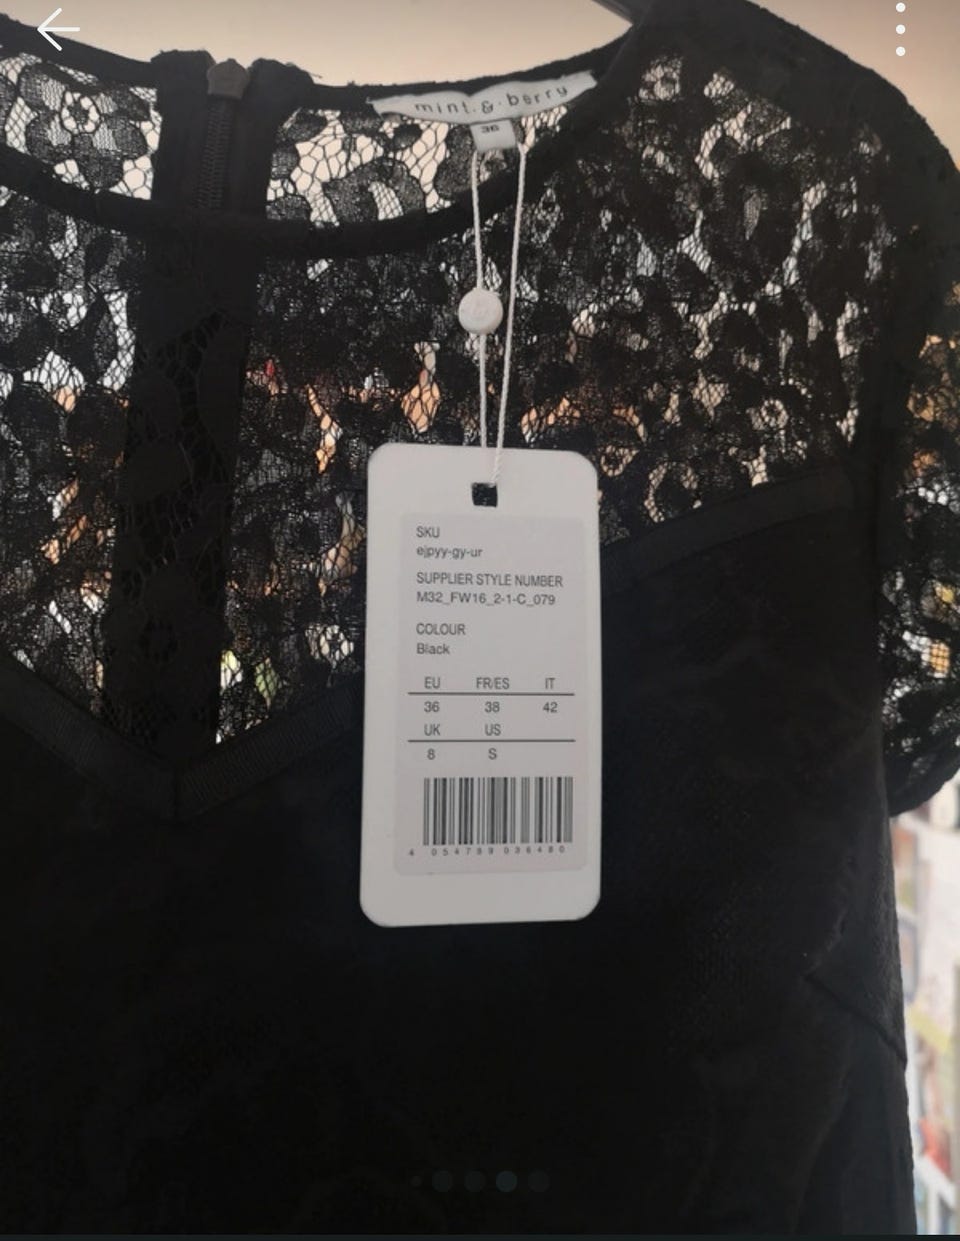 mint.&.berry
36
SKU
ejpyy-gy-ur
SUPPLIER STYLE NUMBER
M32_FW16_2-1-C_079
COLOUR
Black
EU FR/ES IT
36 38 42
UK US
8 S
4 054789 036480